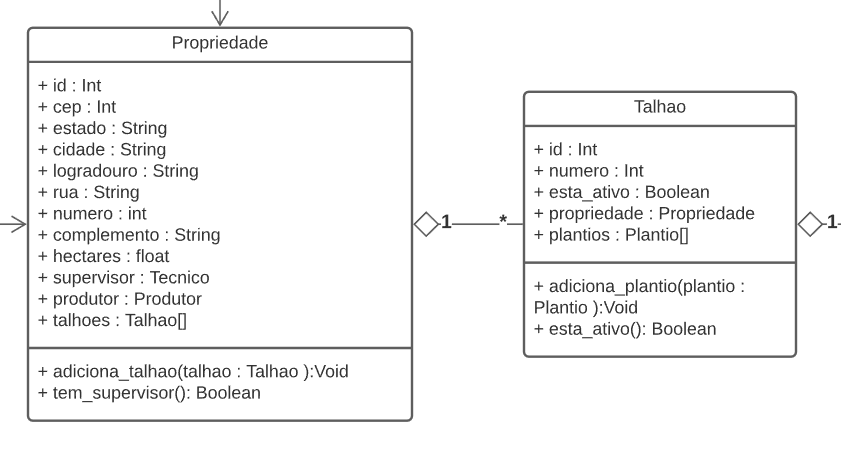 Propriedade
+ id : Int
+ cep : Int
+ estado : String
+ cidade : String
+ logradouro : String
+ rua : String
+ numero : int
+ complemento : String
+ hectares : float
+ supervisor : Tecnico
+ produtor : Produtor
+ talhoes : Talhao[]
+ adiciona_talhao(talhao : Talhao ):Void
+ tem_supervisor(): Boolean
1
*
Talhao
+ id : Int
+ numero : Int
+ esta_ativo : Boolean
+ propriedade : Propriedade
+ plantios : Plantio[]
+ adiciona_plantio(plantio :
Plantio ):Void
+ esta_ativo(): Boolean
1